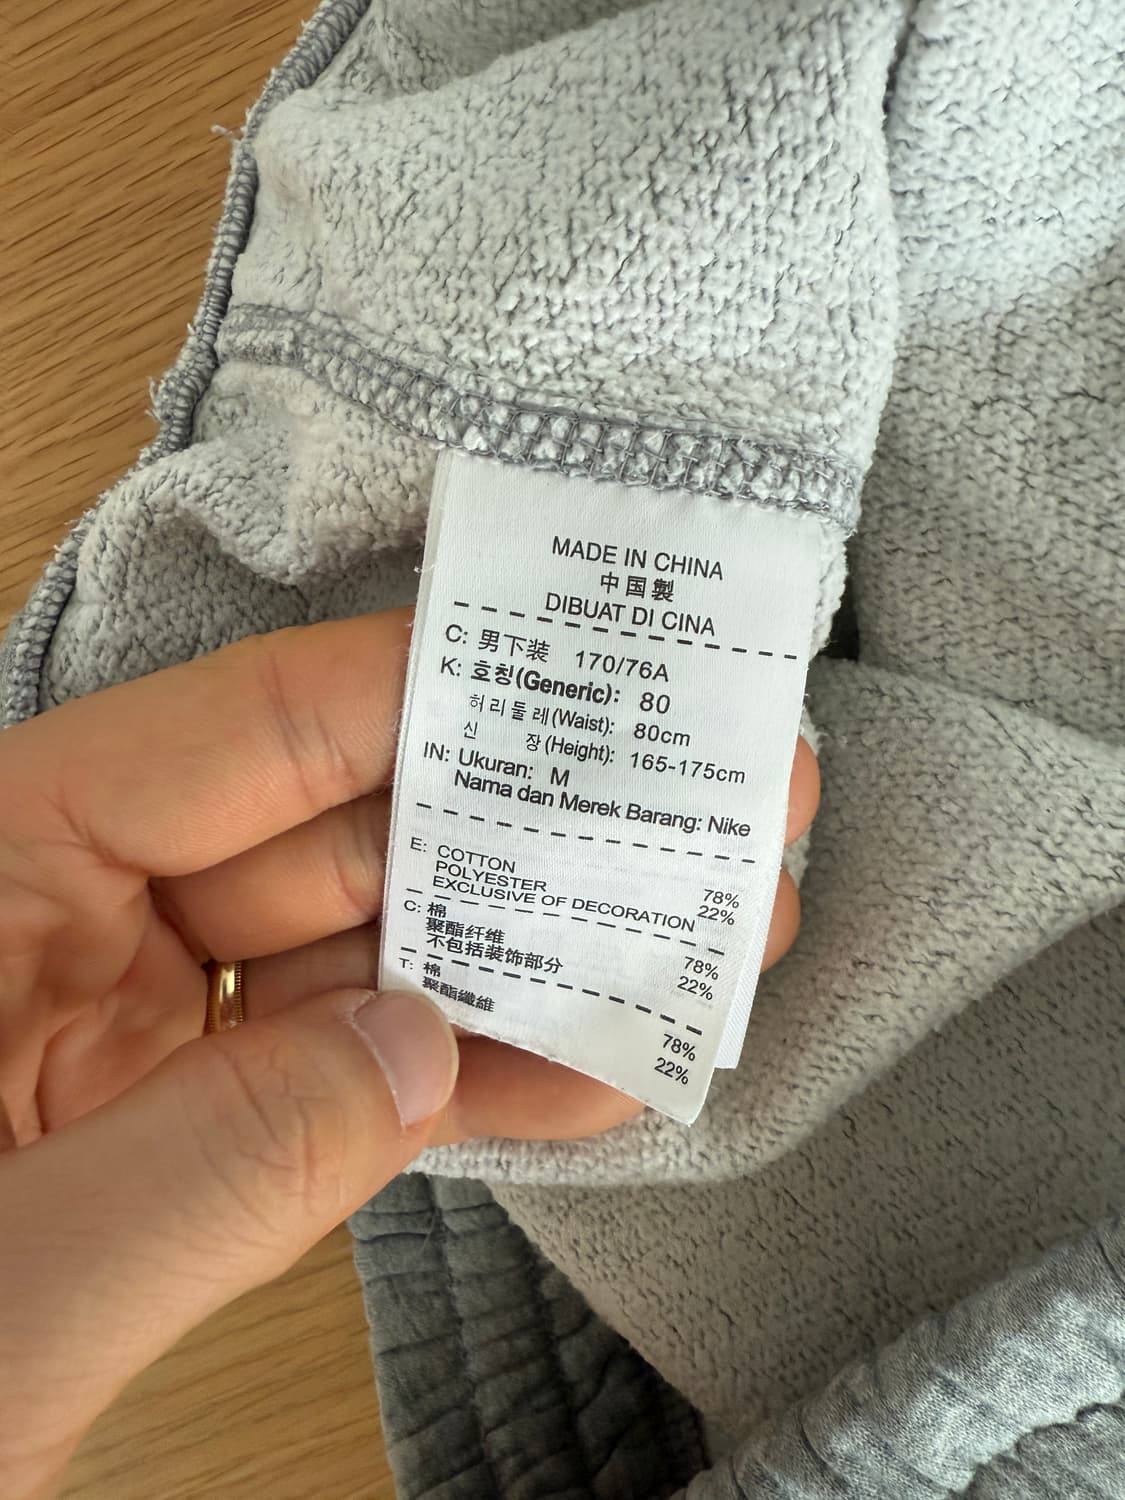 MADE IN CHINA
中国製
DIBUAT DI CINA
C: 男下装 170/76A
K: 호칭(Generic): 80
허리둘레(Waist): 80cm
신 장(Height): 165-175cm
IN: Ukuran: M
Nama dan Merek Barang: Nike
E: COTTON 78%
POLYESTER 22%
EXCLUSIVE OF DECORATION
C: 棉 78%
聚酯纤维 22%
不包括装饰部分
T: 棉 78%
聚酯纖維 22%